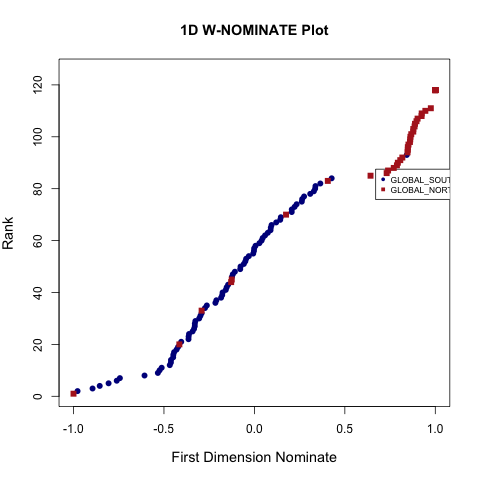 1D W-NOMINATE Plot
120
100
80
60
40
20
0
Rank
GLOBAL_SOUT
GLOBAL_NORT
-1.0 -0.5 0.0 0.5 1.0
First Dimension Nominate